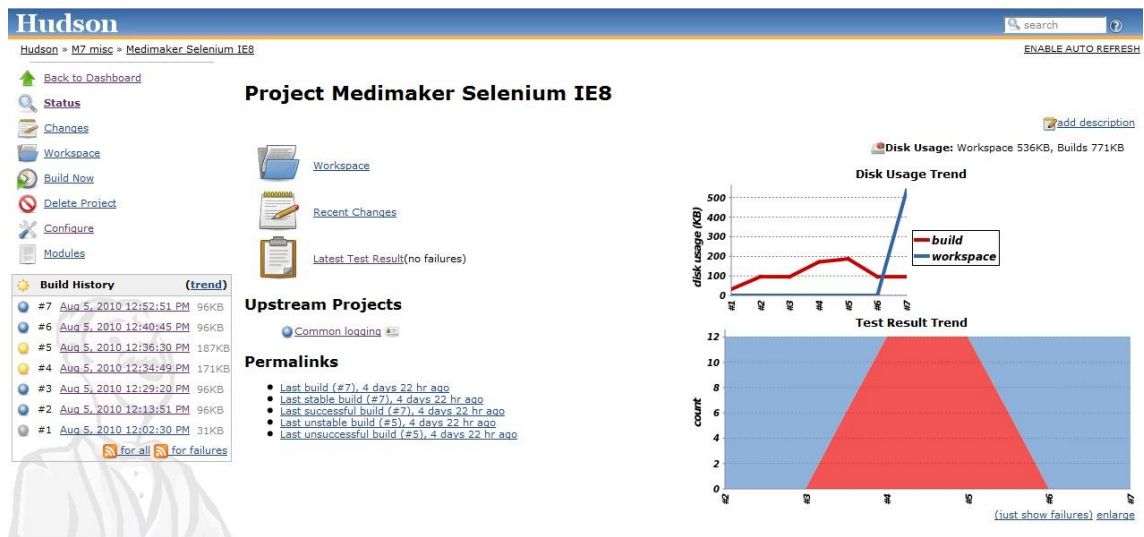 Hudson
search
Hudson » M7 misc » Medimaker Selenium IE8
ENABLE AUTO REFRESH
Back to Dashboard
Status
Changes
Workspace
Build Now
Delete Project
Configure
Modules
Build History (trend)
#7 Aug 5, 2010 12:52:51 PM 96KB
#6 Aug 5, 2010 12:40:45 PM 96KB
#5 Aug 5, 2010 12:36:30 PM 187KB
#4 Aug 5, 2010 12:34:49 PM 171KB
#3 Aug 5, 2010 12:29:20 PM 96KB
#2 Aug 5, 2010 12:13:51 PM 96KB
#1 Aug 5, 2010 12:02:30 PM 31KB
for all for failures
Project Medimaker Selenium IE8
Workspace
Recent Changes
Latest Test Result(no failures)
Upstream Projects
Common logging
Permalinks
Last build (#7), 4 days 22 hr ago
Last stable build (#7), 4 days 22 hr ago
Last successful build (#7), 4 days 22 hr ago
Last unstable build (#5), 4 days 22 hr ago
Last unsuccessful build (#5), 4 days 22 hr ago
add description
Disk Usage: Workspace 536KB, Builds 771KB
Disk Usage Trend
disk usage (KB)
500
400
300
200
100
0
#1 #2 #3 #4 #5 #6 #7
build
workspace
Test Result Trend
count
12
10
8
6
4
2
0
#2 #3 #4 #5 #6 #7
(just show failures) enlarge